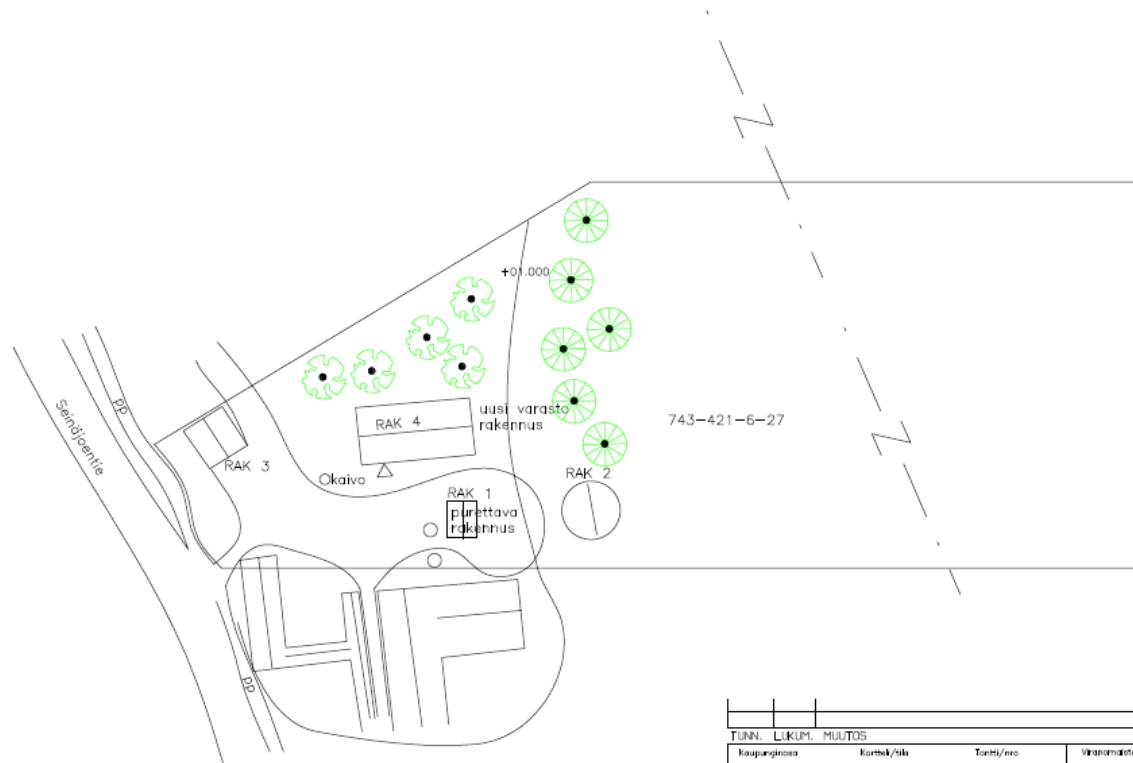 +01.000
pp
Seinäjoentie
743-421-6-27
uusi varasto
rakennus
RAK 4
RAK 3
RAK 2
Okaivo
RAK 1
purettava
rakennus
pp
TUNN. LUKUM. MUUTOS
Kaupunginosa Kortteli/tila Tontti/nro